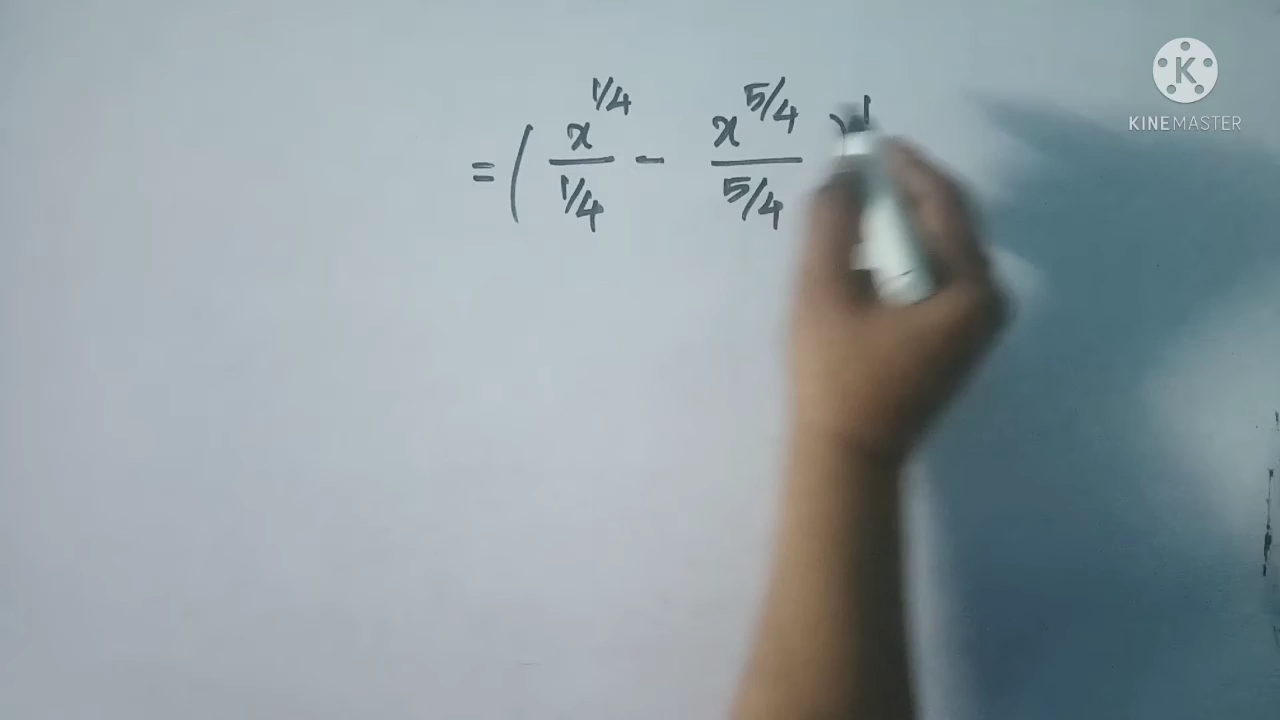 = ( x^{1/4} / 1/4 - x^{5/4} / 5/4 )
K
KINEMASTER